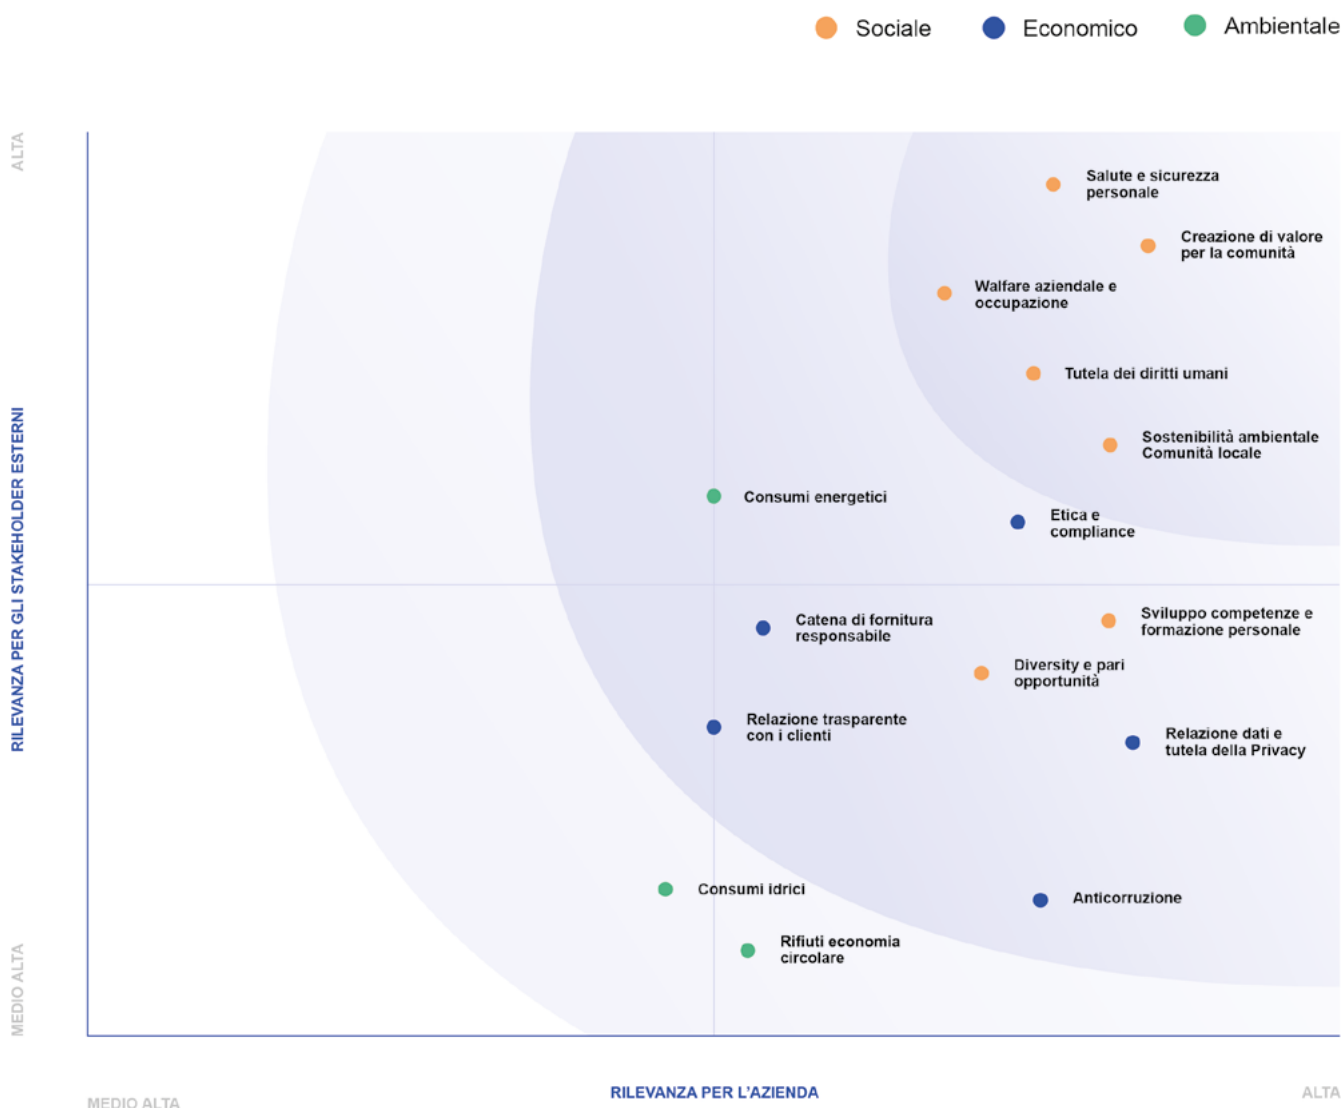 Sociale
Economico
Ambientale
ALTA
RILEVANZA PER GLI STAKEHOLDER ESTERNI
MEDIO ALTA
Salute e sicurezza
personale
Creazione di valore
per la comunità
Walfare aziendale e
occupazione
Tutela dei diritti umani
Sostenibilità ambientale
Comunità locale
Consumi energetici
Etica e
compliance
Catena di fornitura
responsabile
Sviluppo competenze e
formazione personale
Diversity e pari
opportunità
Relazione trasparente
con i clienti
Relazione dati e
tutela della Privacy
Consumi idrici
Anticorruzione
Rifiuti economia
circolare
MEDIO ALTA
RILEVANZA PER L'AZIENDA
ALTA